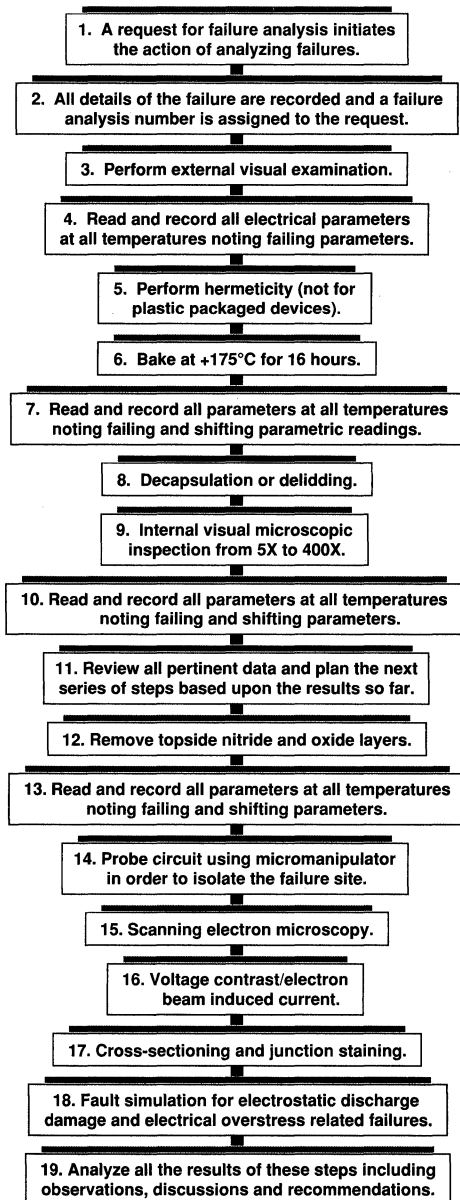 1. A request for failure analysis initiates
the action of analyzing failures.
2. All details of the failure are recorded and a failure
analysis number is assigned to the request.
3. Perform external visual examination.
4. Read and record all electrical parameters
at all temperatures noting failing parameters.
5. Perform hermeticity (not for
plastic packaged devices).
6. Bake at +175°C for 16 hours.
7. Read and record all parameters at all temperatures
noting failing and shifting parametric readings.
8. Decapsulation or delidding.
9. Internal visual microscopic
inspection from 5X to 400X.
10. Read and record all parameters at all temperatures
noting failing and shifting parameters.
11. Review all pertinent data and plan the next
series of steps based upon the results so far.
12. Remove topside nitride and oxide layers.
13. Read and record all parameters at all temperatures
noting failing and shifting parameters.
14. Probe circuit using micromanipulator
in order to isolate the failure site.
15. Scanning electron microscopy.
16. Voltage contrast/electron
beam induced current.
17. Cross-sectioning and junction staining.
18. Fault simulation for electrostatic discharge
damage and electrical overstress related failures.
19. Analyze all the results of these steps including
observations, discussions and recommendations.